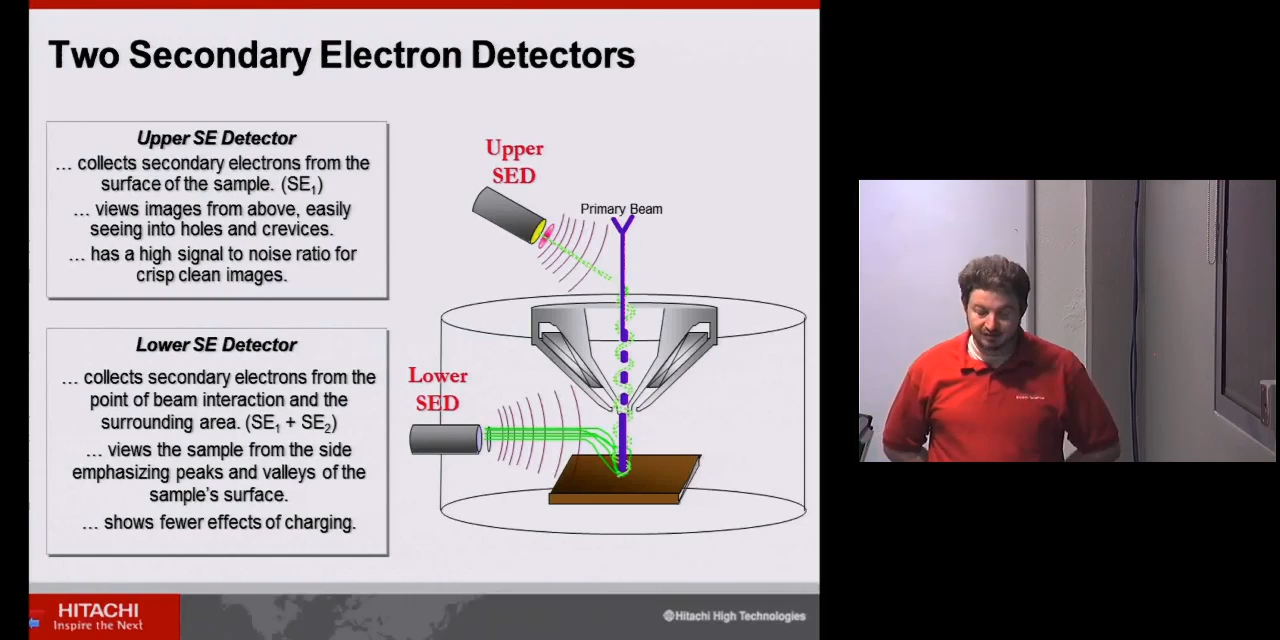 Two Secondary Electron Detectors
Upper SE Detector
… collects secondary electrons from the
surface of the sample. (SE1)
… views images from above, easily
seeing into holes and crevices.
… has a high signal to noise ratio for
crisp clean images.
Lower SE Detector
… collects secondary electrons from the
point of beam interaction and the
surrounding area. (SE1 + SE2)
… views the sample from the side
emphasizing peaks and valleys of the
sample's surface.
… shows fewer effects of charging.
Upper
SED
Primary Beam
Lower
SED
HITACHI
Inspire the Next
@Hitachi High Technologies